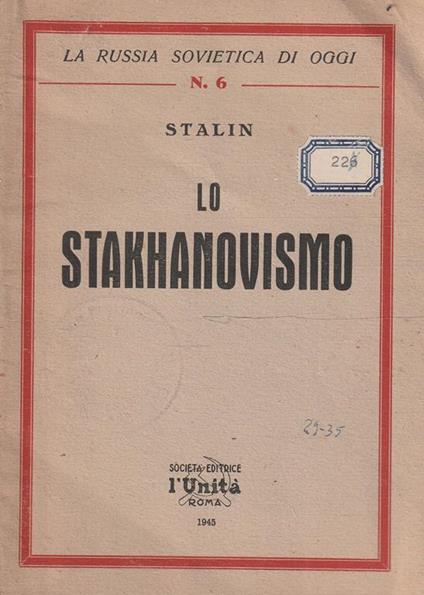 LA RUSSIA SOVIETICA DI OGGI
N. 6
STALIN
226
LO
STAKHANOVISMO
29-35
SOCIETÀ EDITRICE
l'Unità
ROMA
1945